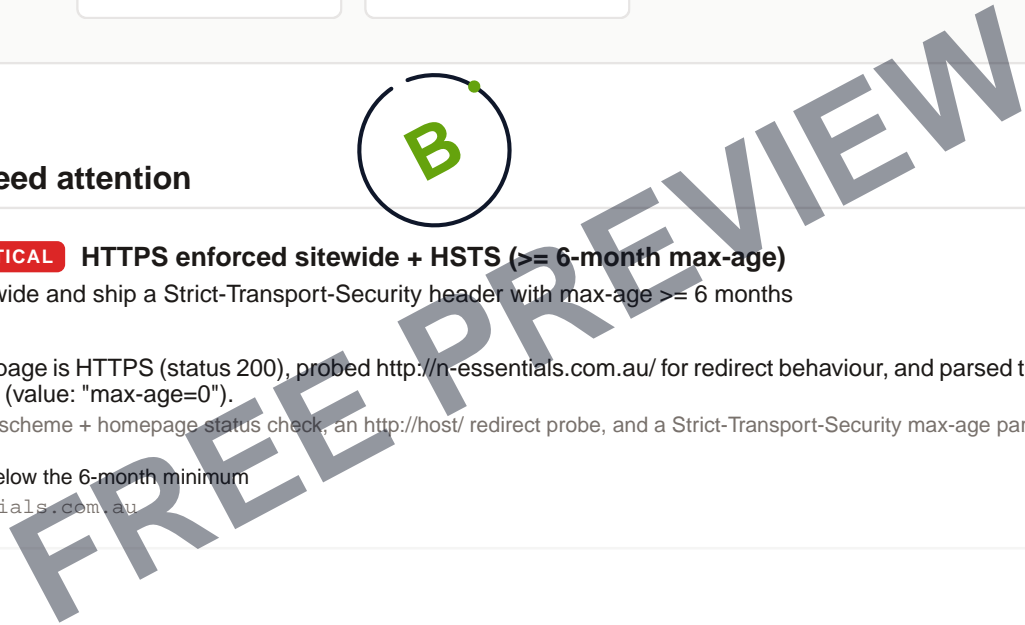 B
eed attention
TICAL HTTPS enforced sitewide + HSTS (>= 6-month max-age)
wide and ship a Strict-Transport-Security header with max-age >= 6 months
page is HTTPS (status 200), probed http://n-essentials.com.au/ for redirect behaviour, and parsed t
(value: "max-age=0").
scheme + homepage status check, an http://host/ redirect probe, and a Strict-Transport-Security max-age par
elow the 6-month minimum
ials.com.au
FREE PREVIEW